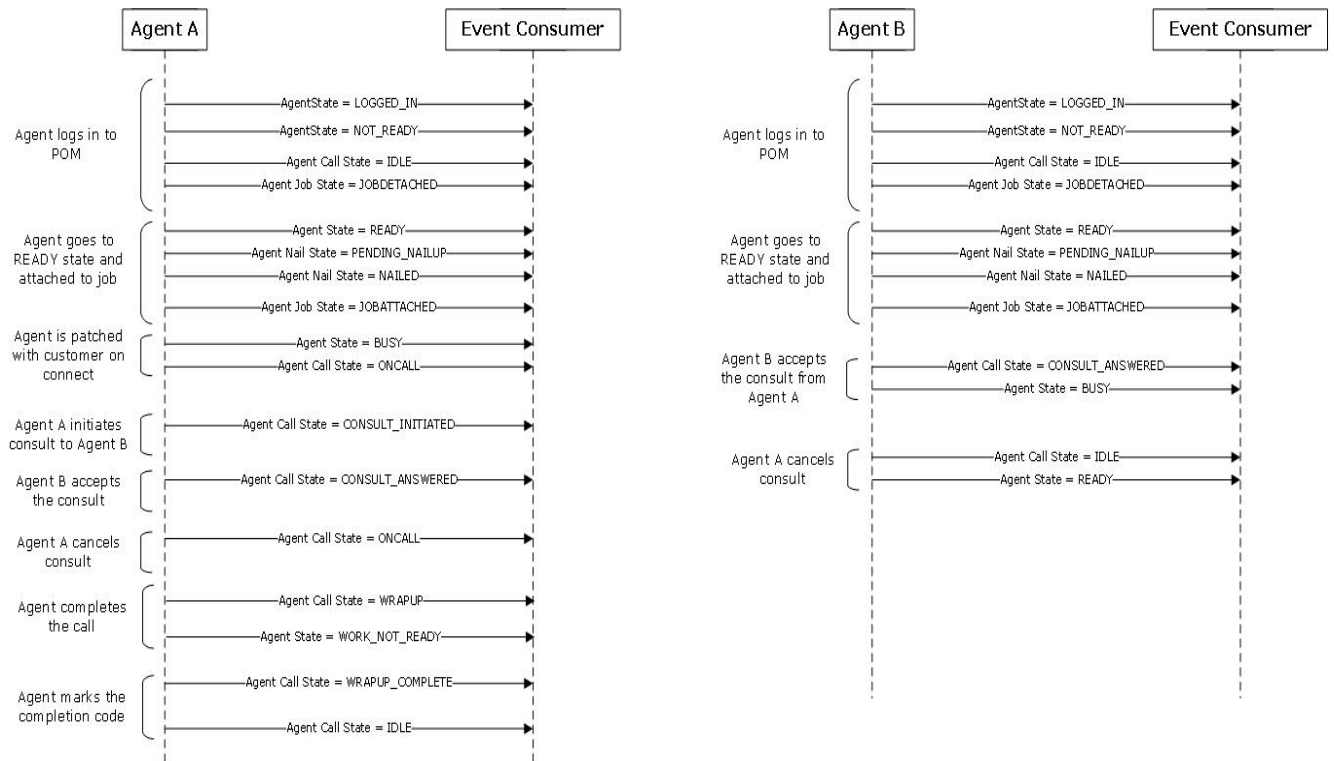 Agent A
Event Consumer
Agent logs in to
POM
AgentState = LOGGED_IN
AgentState = NOT_READY
Agent Call State = IDLE
Agent Job State = JOBDETACHED
Agent goes to
READY state and
attached to job
Agent State = READY
Agent Nail State = PENDING_NAILUP
Agent Nail State = NAILED
Agent Job State = JOBATTACHED
Agent is patched
with customer on
connect
Agent State = BUSY
Agent Call State = ONCALL
Agent A initiates
consult to Agent B
Agent Call State = CONSULT_INITIATED
Agent B accepts
the consult
Agent Call State = CONSULT_ANSWERED
Agent A cancels
consult
Agent Call State = ONCALL
Agent completes
the call
Agent Call State = WRAPUP
Agent State = WORK_NOT_READY
Agent marks the
completion code
Agent Call State = WRAPUP_COMPLETE
Agent Call State = IDLE
Agent B
Event Consumer
Agent logs in to
POM
AgentState = LOGGED_IN
AgentState = NOT_READY
Agent Call State = IDLE
Agent Job State = JOBDETACHED
Agent goes to
READY state and
attached to job
Agent State = READY
Agent Nail State = PENDING_NAILUP
Agent Nail State = NAILED
Agent Job State = JOBATTACHED
Agent B accepts
the consult from
Agent A
Agent Call State = CONSULT_ANSWERED
Agent State = BUSY
Agent A cancels
consult
Agent Call State = IDLE
Agent State = READY